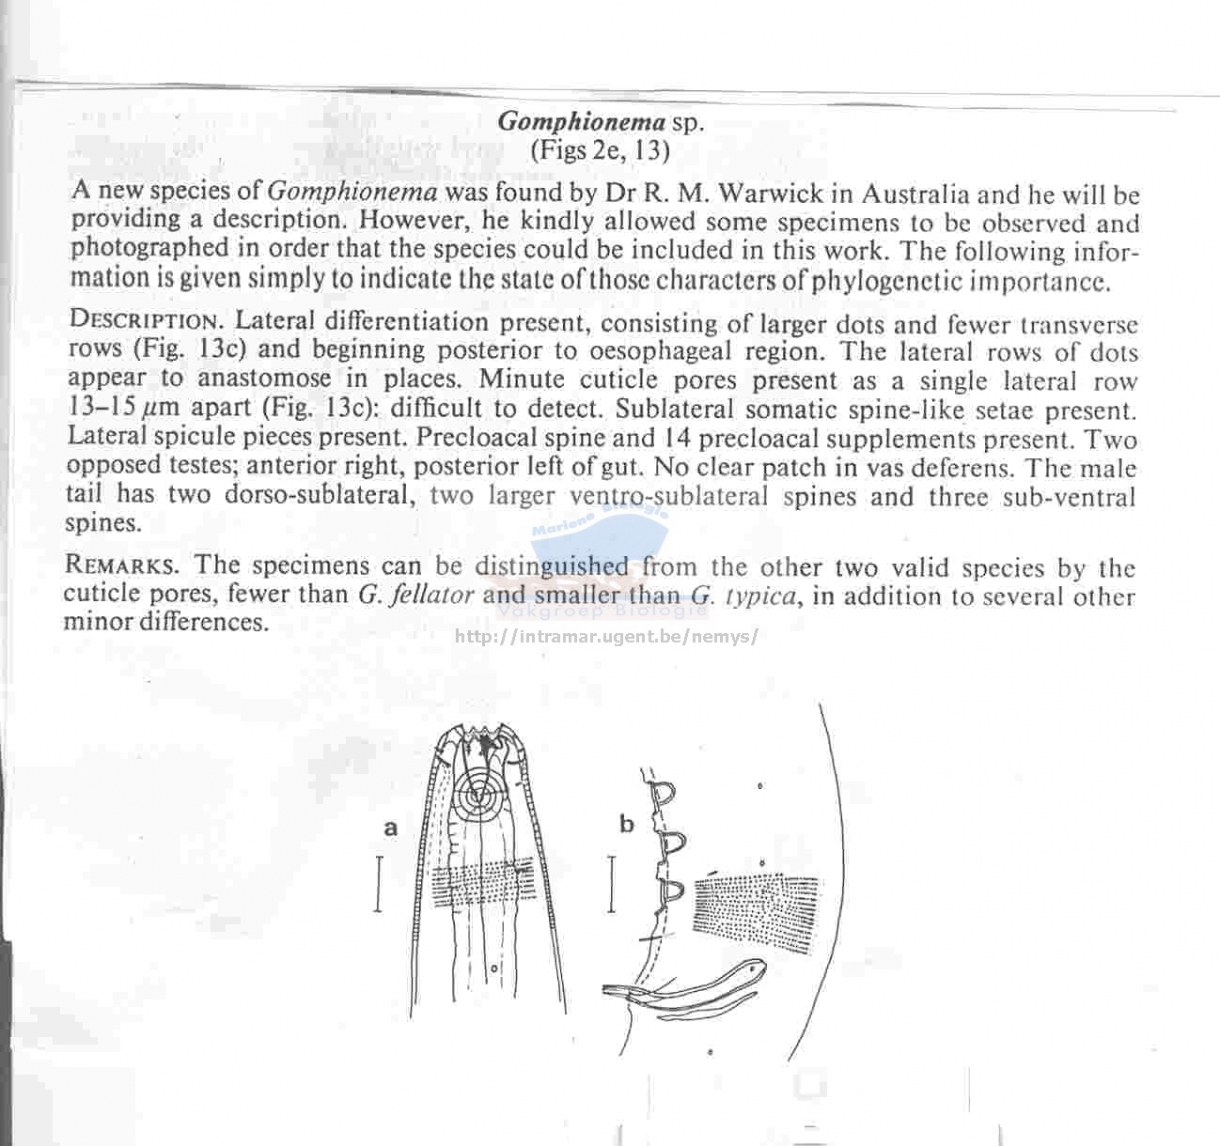 Gomphionema sp.
(Figs 2e, 13)
A new species of Gomphionema was found by Dr R. M. Warwick in Australia and he will be
providing a description. However, he kindly allowed some specimens to be observed and
photographed in order that the species could be included in this work. The following infor-
mation is given simply to indicate the state of those characters of phylogenetic importance.
DESCRIPTION. Lateral differentiation present, consisting of larger dots and fewer transverse
rows (Fig. 13c) and beginning posterior to oesophageal region. The lateral rows of dots
appear to anastomose in places. Minute cuticle pores present as a single lateral row
13–15 µm apart (Fig. 13c): difficult to detect. Sublateral somatic spine-like setae present.
Lateral spicule pieces present. Precloacal spine and 14 precloacal supplements present. Two
opposed testes; anterior right, posterior left of gut. No clear patch in vas deferens. The male
tail has two dorso-sublateral, two larger ventro-sublateral spines and three sub-ventral
spines.
Mariene Biologie
REMARKS. The specimens can be distinguished from the other two valid species by the
cuticle pores, fewer than G. fellator and smaller than G. typica, in addition to several other
Vakgroep Biologie
minor differences.
http://intramar.ugent.be/nemys/
a
b